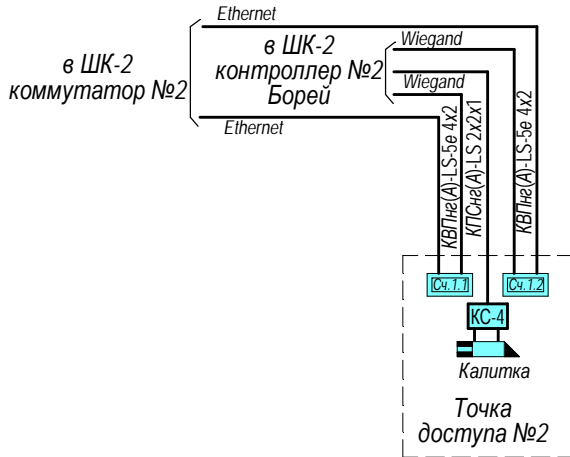 Ethernet
в ШК-2
коммутатор №2
в ШК-2
контроллер №2
Борей
Wiegand
Wiegand
Ethernet
КВПнг(А)-LS-5е 4х2
КПСнг(А)-LS 2х2х1
КВПнг(А)-LS-5е 4х2
Сч.1.1
Сч.1.2
КС-4
Калитка
Точка
доступа №2